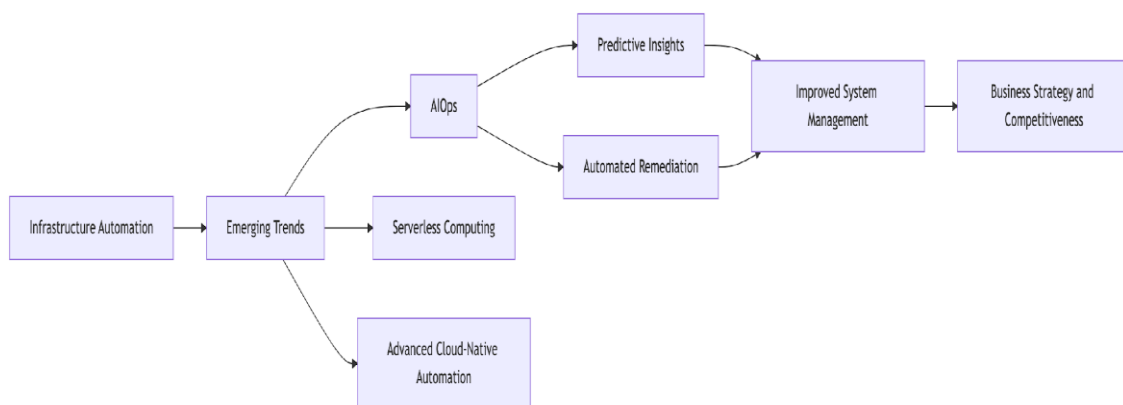 Infrastructure Automation
Emerging Trends
AIOps
Serverless Computing
Advanced Cloud-Native
Automation
Predictive Insights
Automated Remediation
Improved System
Management
Business Strategy and
Competitiveness